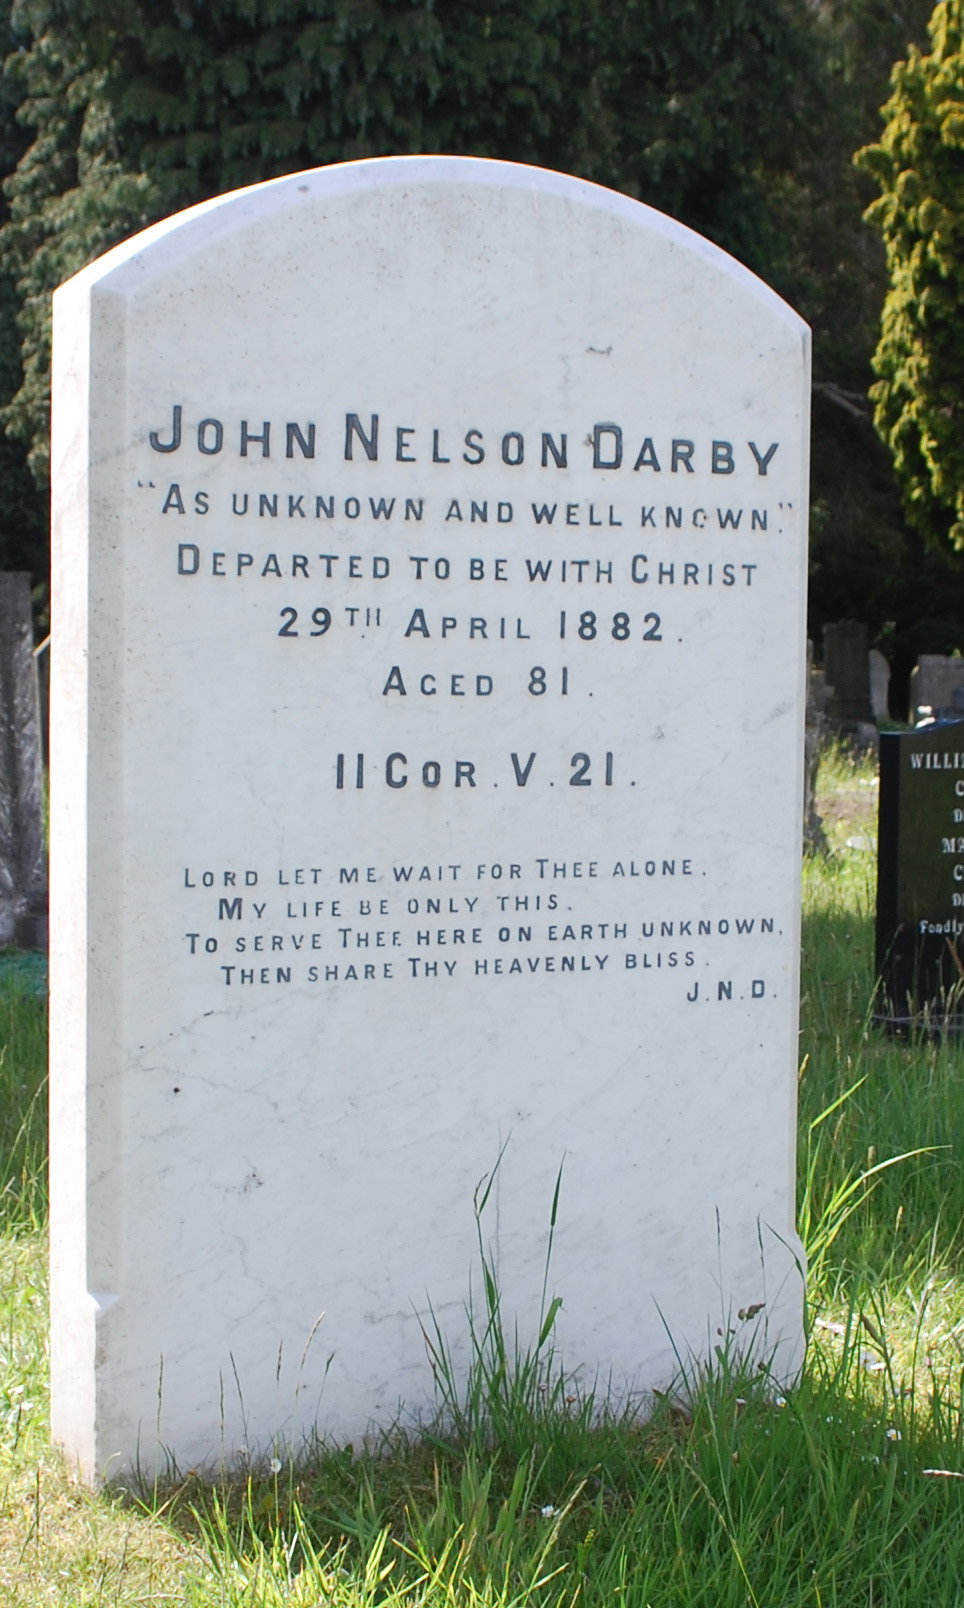 JOHN NELSON DARBY
"AS UNKNOWN AND WELL KNOWN."
DEPARTED TO BE WITH CHRIST
29TH APRIL 1882.
AGED 81.
II COR. V. 21.
LORD LET ME WAIT FOR THEE ALONE.
MY LIFE BE ONLY THIS.
TO SERVE THEE HERE ON EARTH UNKNOWN,
THEN SHARE THY HEAVENLY BLISS.
J.N.D.
Fondly